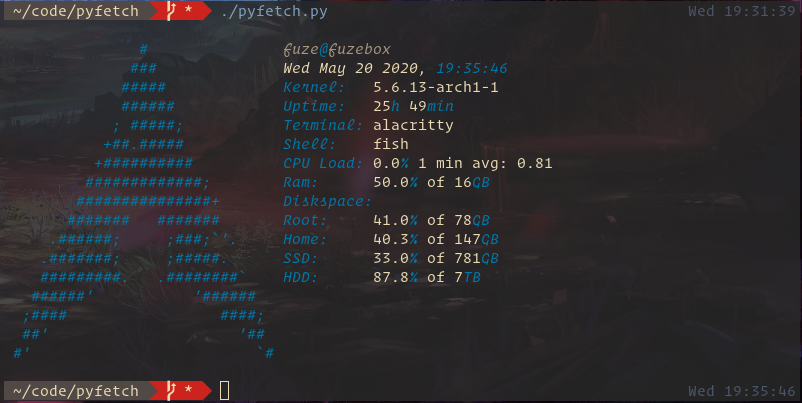 ~/code/pyfetch * ./pyfetch.py Wed 19:31:39
# fuze@fuzebox
### Wed May 20 2020, 19:35:46
##### Kernel: 5.6.13-arch1-1
###### Uptime: 25h 49min
; #####; Terminal: alacritty
+##.##### Shell: fish
+########## CPU Load: 0.0% 1 min avg: 0.81
#############; Ram: 50.0% of 16GB
###############+ Diskspace:
####### ####### Root: 41.0% of 78GB
.######; ;###;`'. Home: 40.3% of 147GB
.#######; ;#####. SSD: 33.0% of 781GB
#########. .########` HDD: 87.8% of 7TB
######' '######
;#### ####;
##' '##
#' `#
~/code/pyfetch * Wed 19:35:46